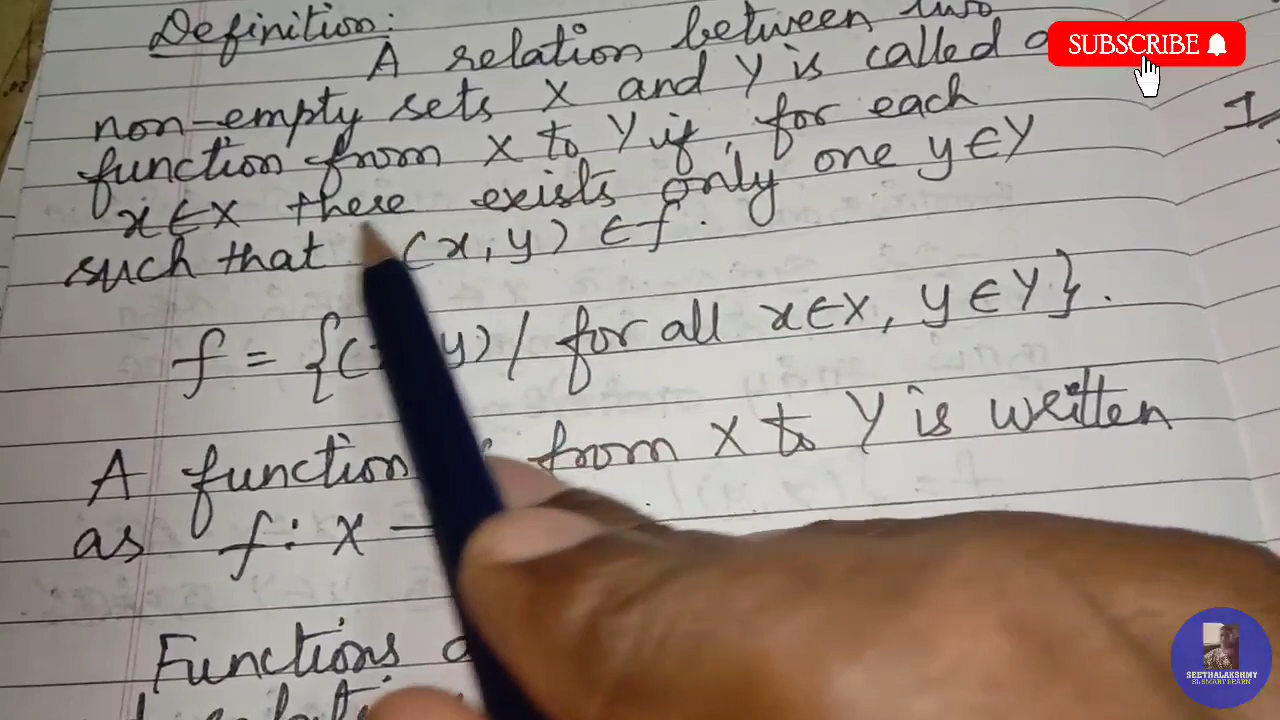 Definition:
A relation between two
non-empty sets X and Y is called a
function from X to Y if, for each
x∈X there exists only one y∈Y
such that (x, y) ∈ f.
f = {(x, y) / for all x∈X, y∈Y}.
A function from X to Y is written
as f: X –
Functions
SUBSCRIBE
SEETHALAKSHMY